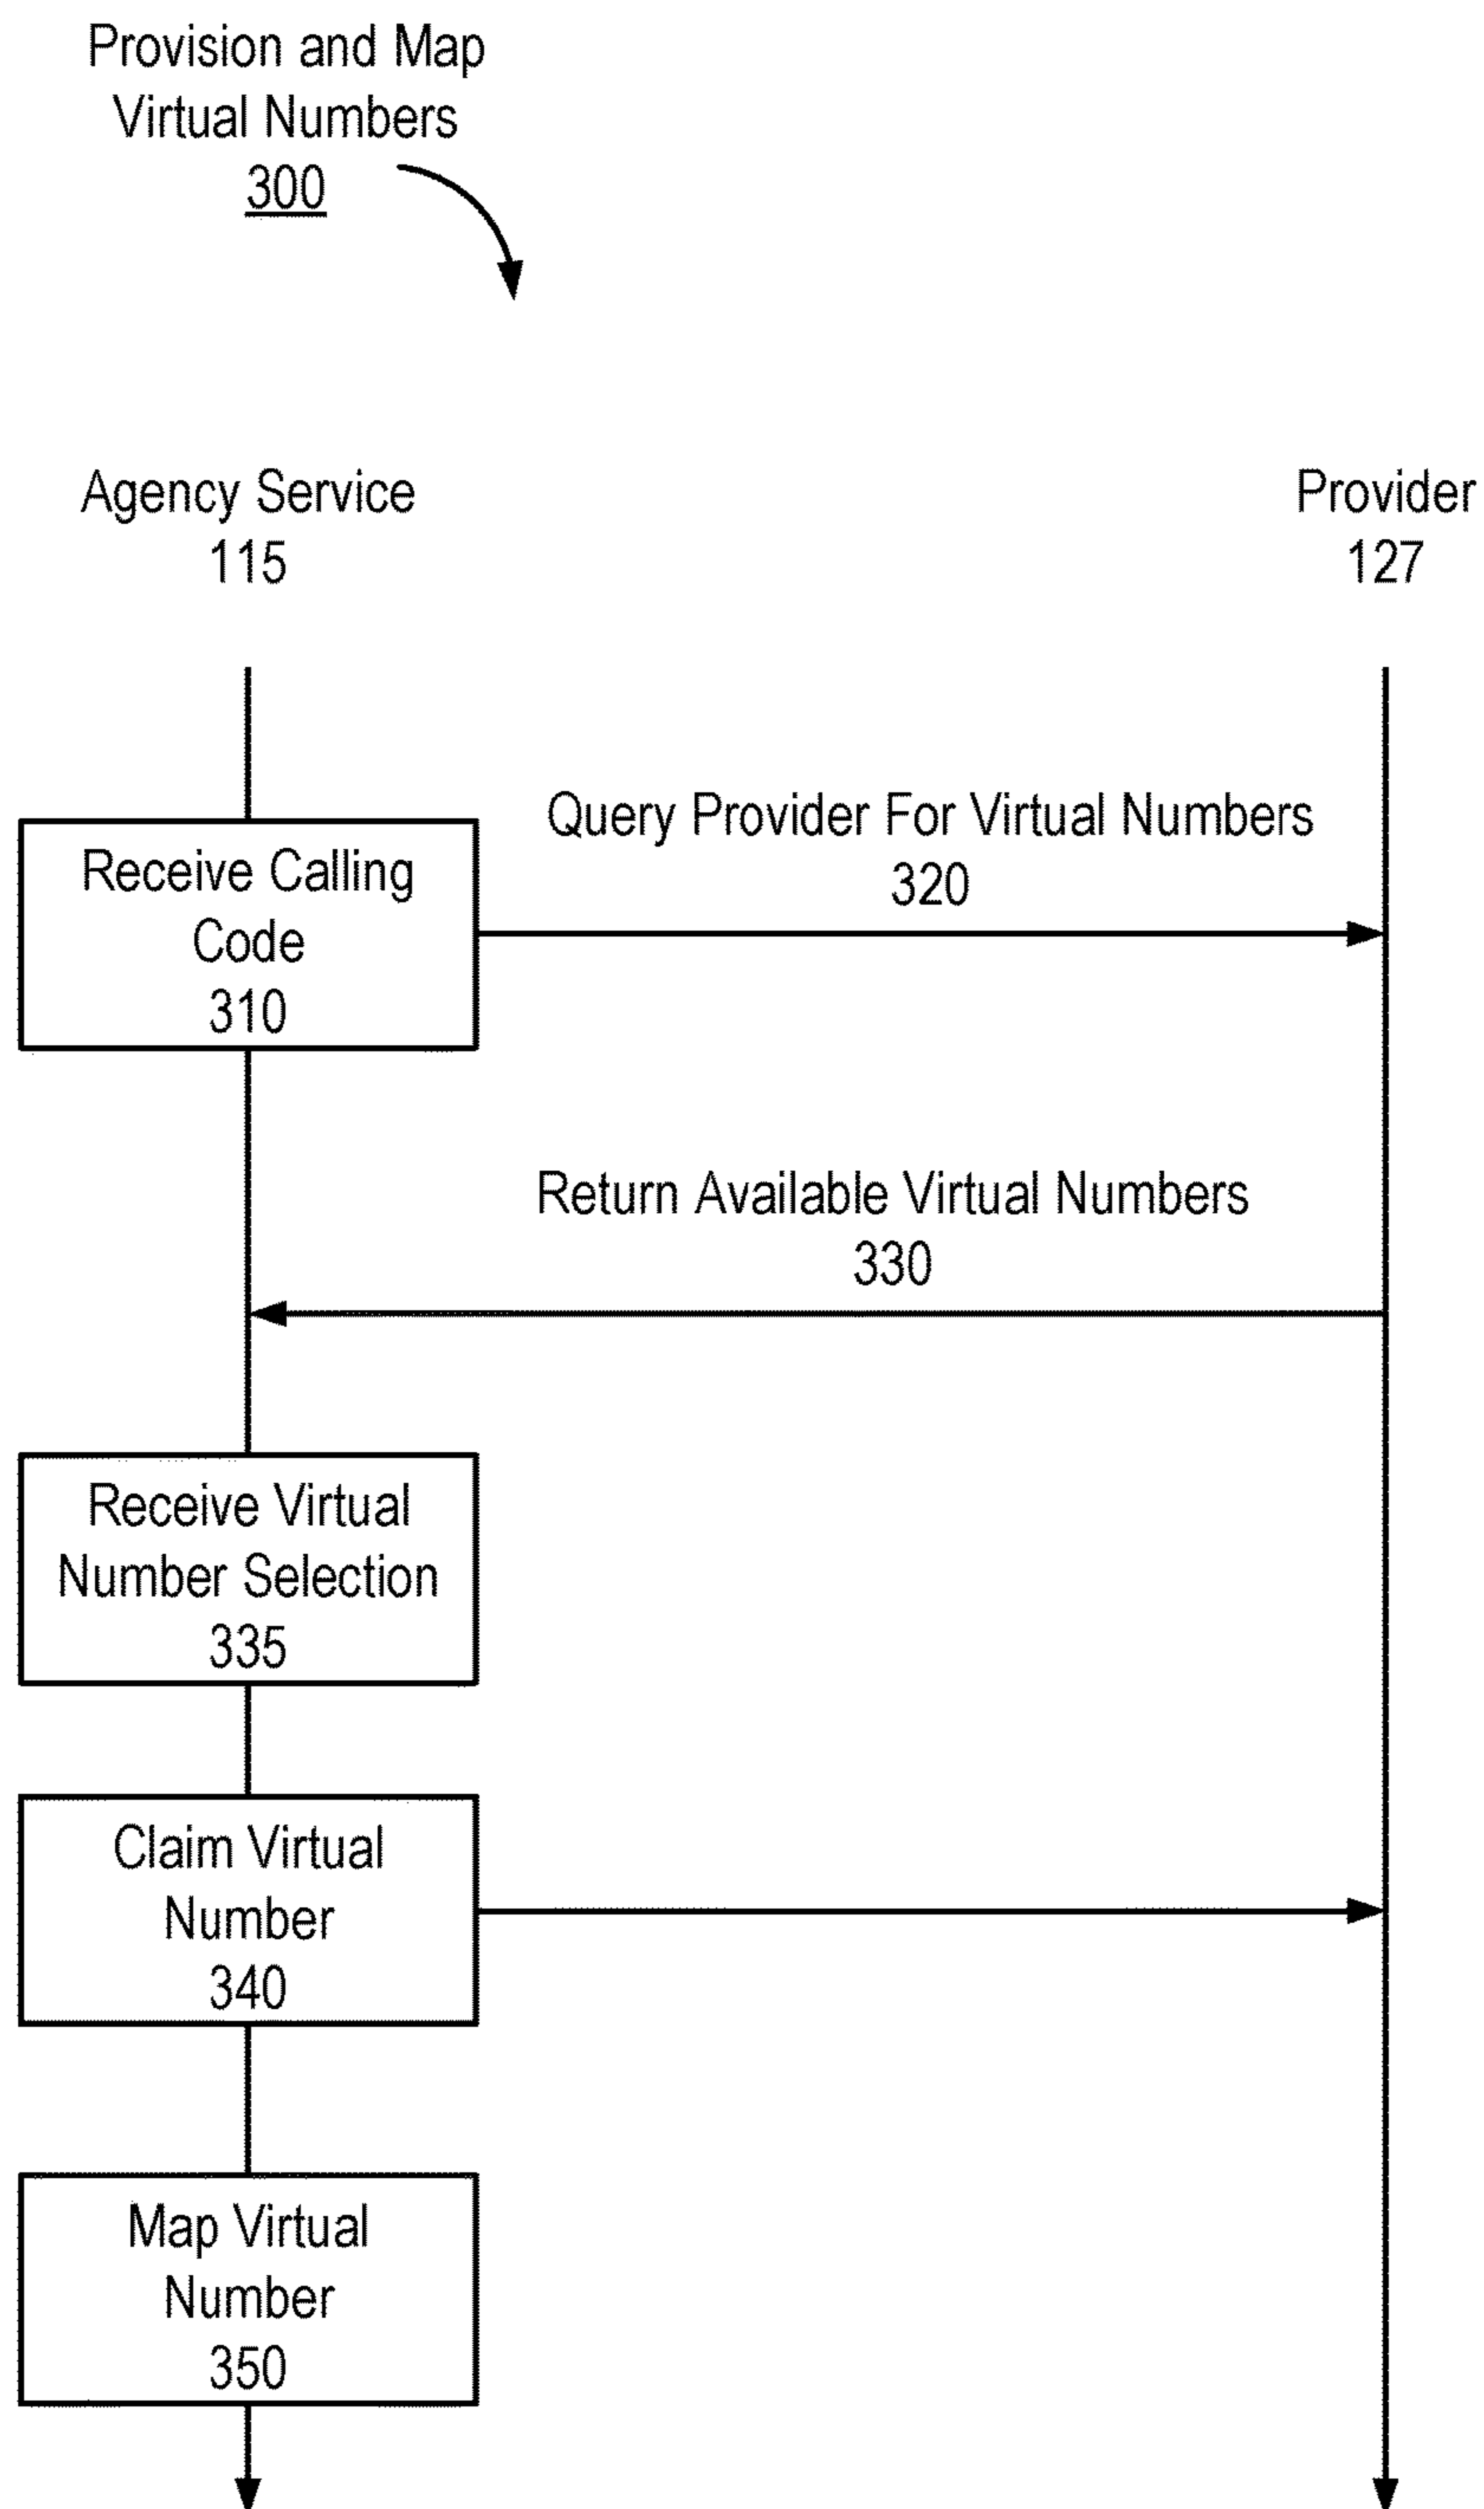 Provision and Map
Virtual Numbers
300
Agency Service
115
Provider
127
Receive Calling
Code
310
Query Provider For Virtual Numbers
320
Return Available Virtual Numbers
330
Receive Virtual
Number Selection
335
Claim Virtual
Number
340
Map Virtual
Number
350